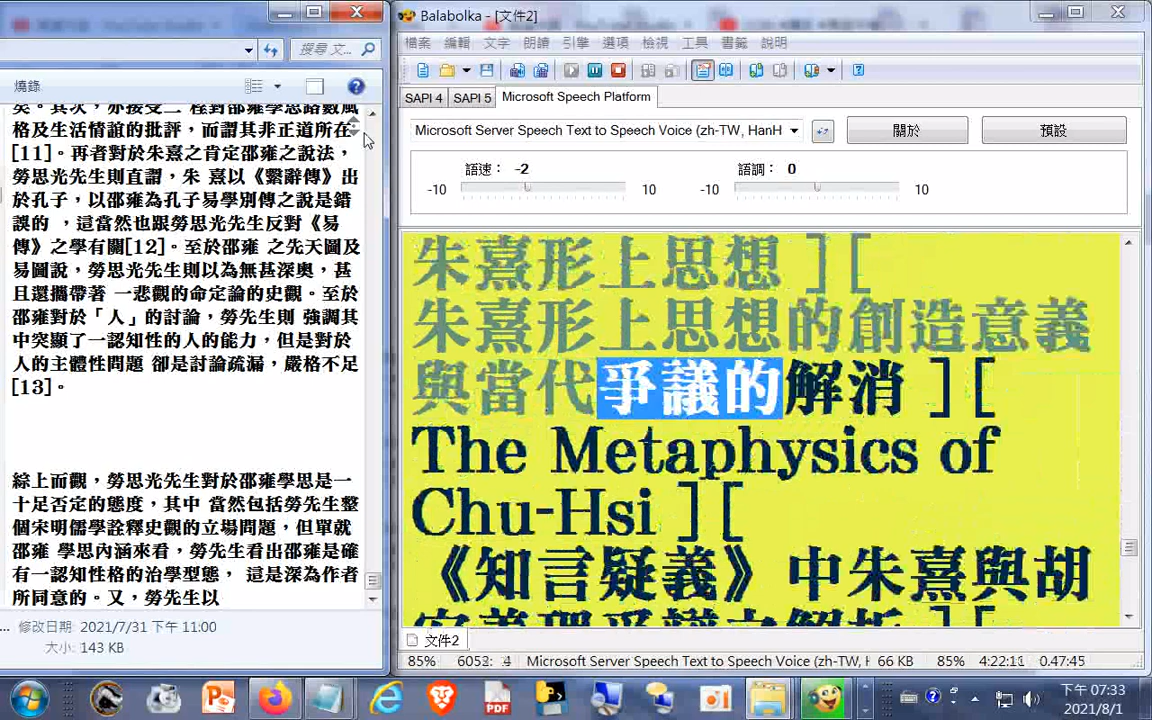 搜尋 文...
燒錄
矣。其次，亦接受二 程對邵雍學思路數風
格及生活情誼的批評，而謂其非正道所在
[11]。再者對於朱熹之肯定邵雍之說法，
勞思光先生則直謂，朱 熹以《繫辭傳》出
於孔子，以邵雍為孔子易學別傳之說是錯
誤的 ，這當然也跟勞思光先生反對《易
傳》之學有關[12]。至於邵雍 之先天圖及
易圖說，勞思光先生則以為無甚深奧，甚
且還攜帶著 一悲觀的命定論的史觀。至於
邵雍對於「人」的討論，勞先生則 強調其
中突顯了一認知性的人的能力，但是對於
人的主體性問題 卻是討論疏漏，嚴格不足
[13]。
綜上而觀，勞思光先生對於邵雍學思是一
十足否定的態度，其中 當然包括勞先生整
個宋明儒學詮釋史觀的立場問題，但單就
邵雍 學思內涵來看，勞先生看出邵雍是確
有一認知性格的治學型態， 這是深為作者
所同意的。又，勞先生以
... 修改日期: 2021/7/31 下午 11:00
大小: 143 KB
Balabolka - [文件2]
檔案 編輯 文字 朗讀 引擎 選項 檢視 工具 書籤 說明
SAPI 4 SAPI 5 Microsoft Speech Platform
Microsoft Server Speech Text to Speech Voice (zh-TW, HanH
關於 預設
語速： -2 語調： 0
-10 10 -10 10
朱熹形上思想 ][
朱熹形上思想的創造意義
與當代爭議的解消 ][
The Metaphysics of
Chu-Hsi ][
《知言疑義》中朱熹與胡
文件2
85% Microsoft Server Speech Text to Speech Voice (zh-TW, H 66 KB 85% 4:22:11 0.47:45
下午 07:33
2021/8/1